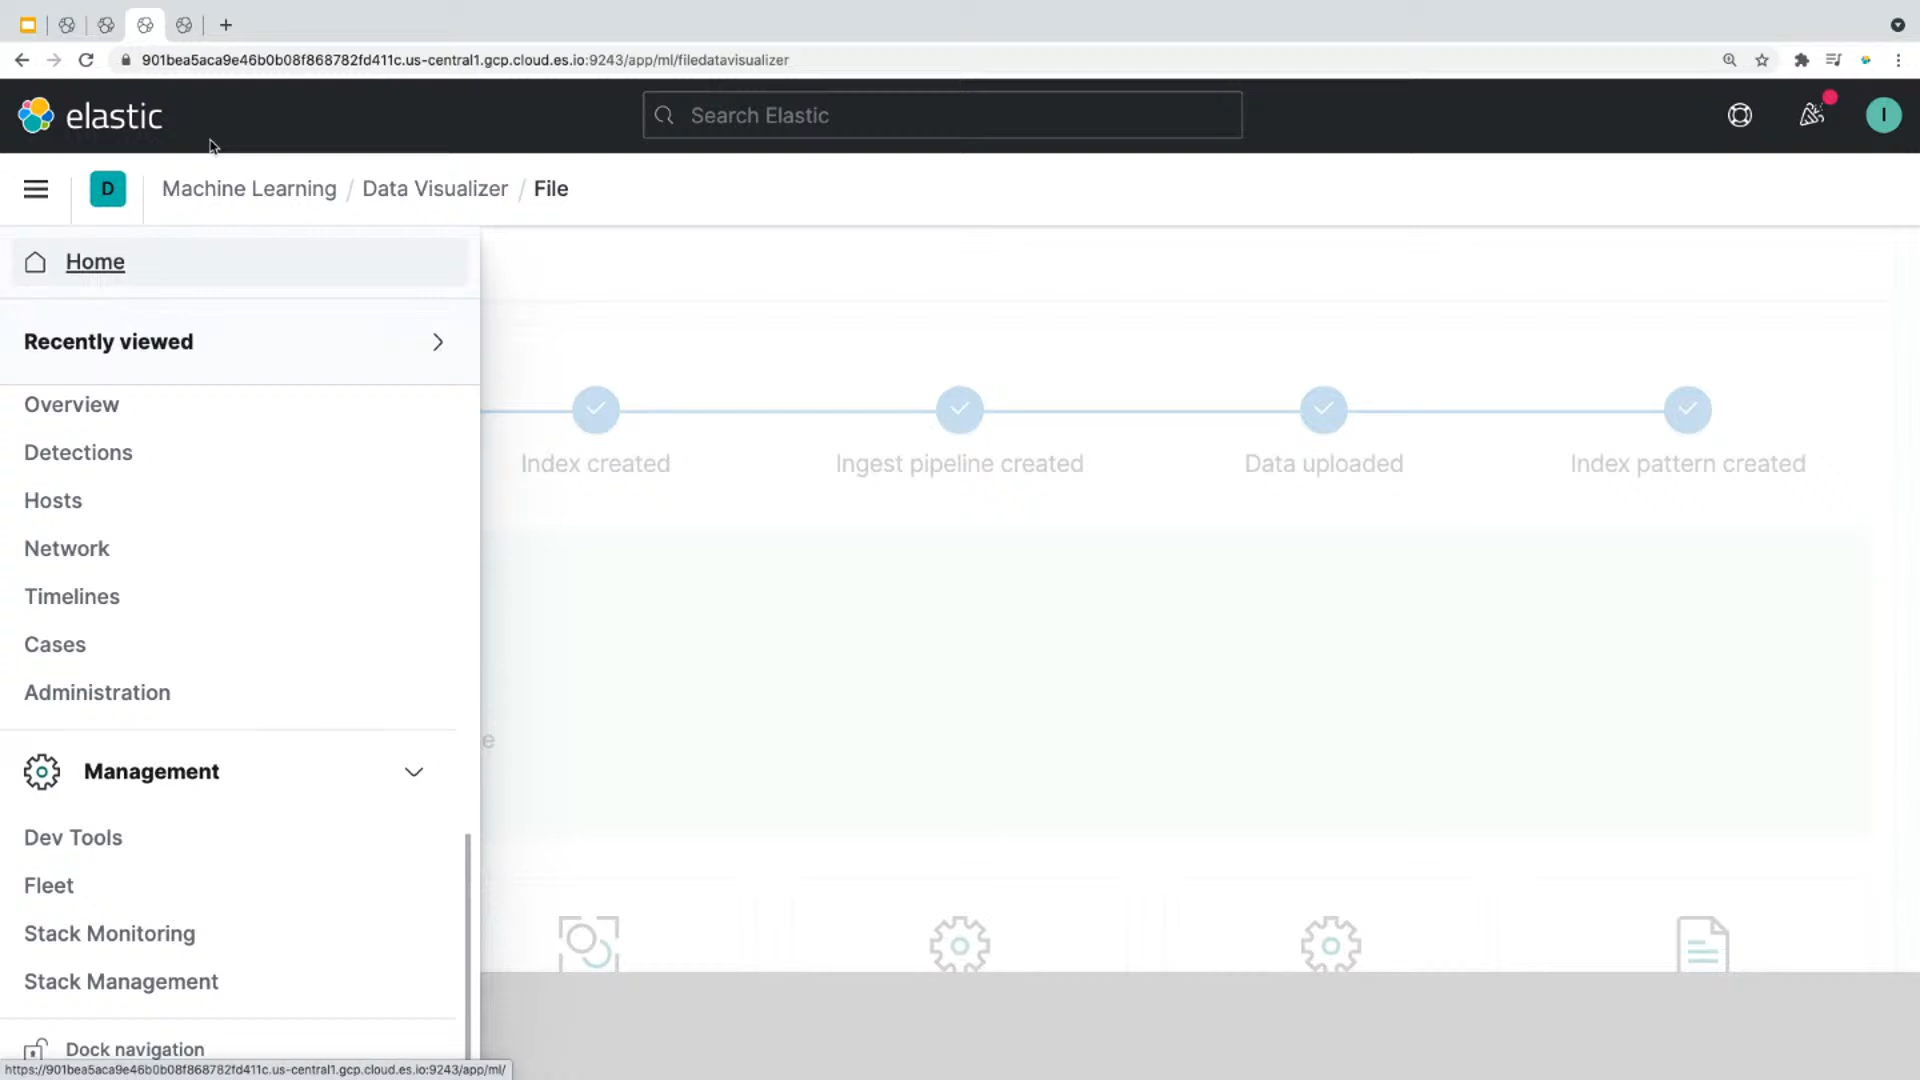 901bea5aca9e46b0b08f868782fd411c.us-central1.gcp.cloud.es.io:9243/app/ml/filedatavisualizer
elastic
Search Elastic
I
D
Machine Learning / Data Visualizer / File
Home
Recently viewed
Overview
Detections
Hosts
Network
Timelines
Cases
Administration
Index created
Ingest pipeline created
Data uploaded
Index pattern created
e
Management
Dev Tools
Fleet
Stack Monitoring
Stack Management
Dock navigation
https://901bea5aca9e46b0b08f868782fd411c.us-central1.gcp.cloud.es.io:9243/app/ml/